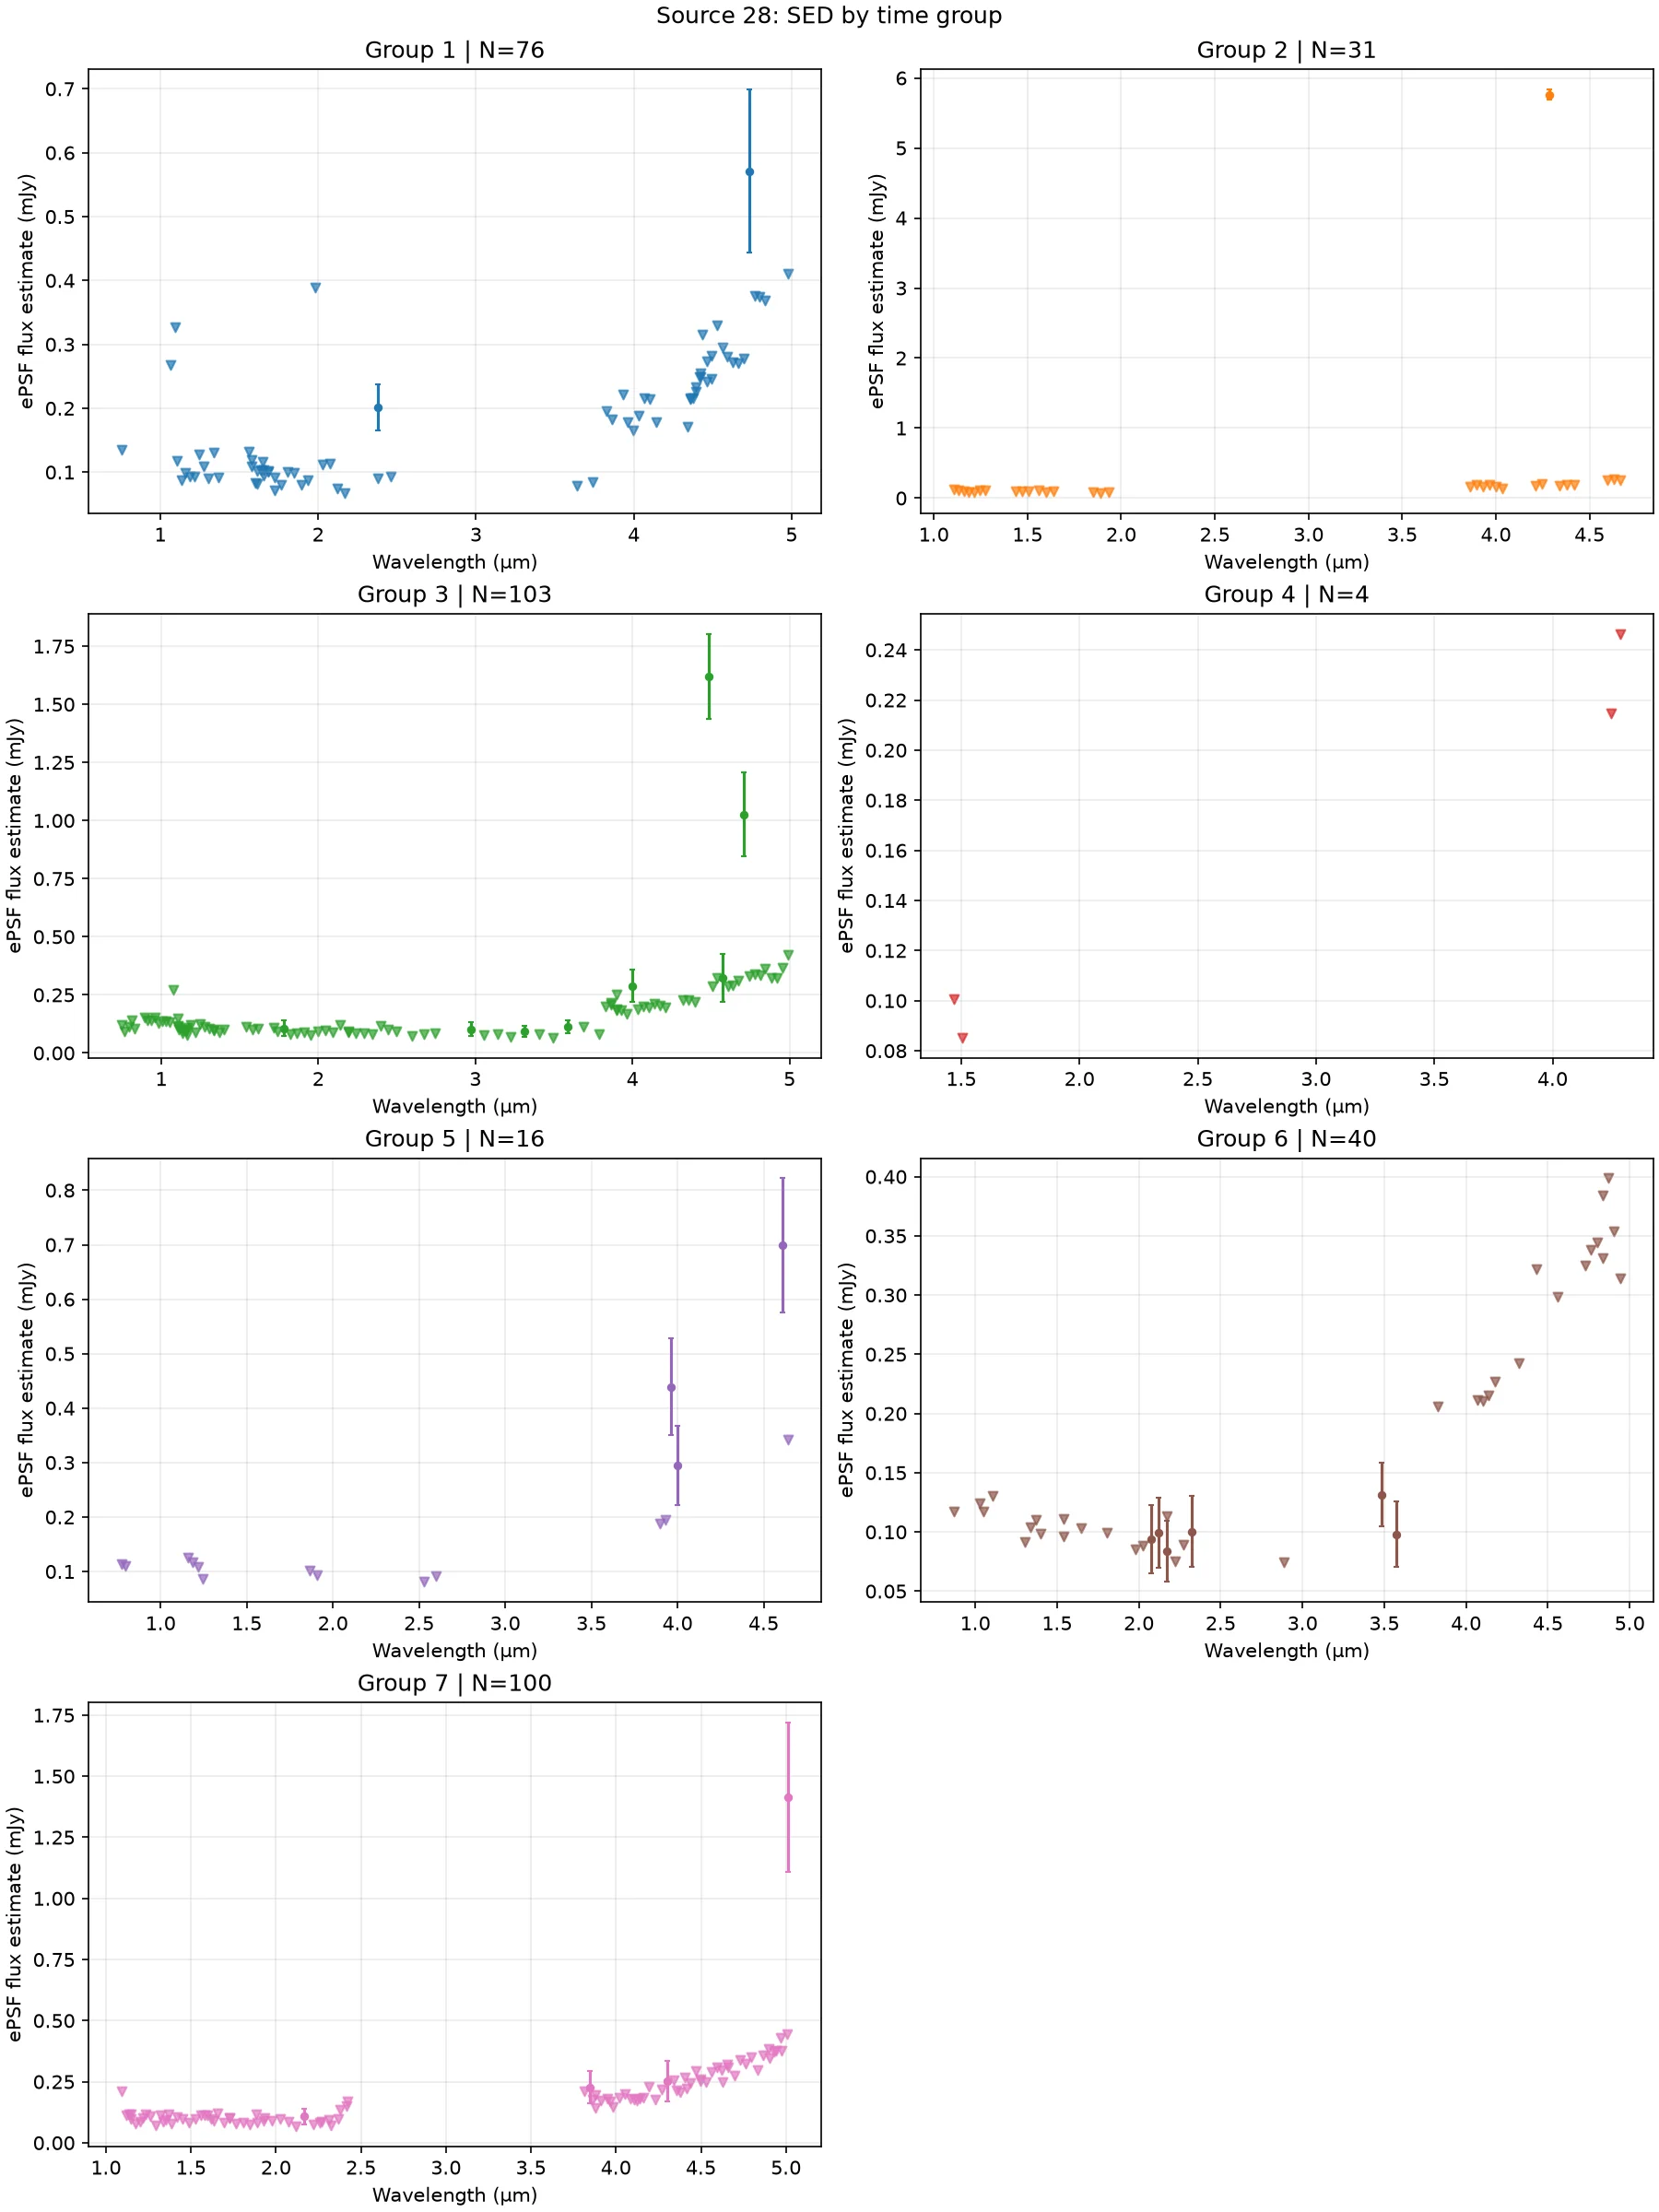 Source 28: SED by time group
Group 1 | N=76
ePSF flux estimate (mJy)
0.7
0.6
0.5
0.4
0.3
0.2
0.1
1 2 3 4 5
Wavelength (µm)
Group 2 | N=31
ePSF flux estimate (mJy)
6
5
4
3
2
1
0
1.0 1.5 2.0 2.5 3.0 3.5 4.0 4.5
Wavelength (µm)
Group 3 | N=103
ePSF flux estimate (mJy)
1.75
1.50
1.25
1.00
0.75
0.50
0.25
0.00
1 2 3 4 5
Wavelength (µm)
Group 4 | N=4
ePSF flux estimate (mJy)
0.24
0.22
0.20
0.18
0.16
0.14
0.12
0.10
0.08
1.5 2.0 2.5 3.0 3.5 4.0
Wavelength (µm)
Group 5 | N=16
ePSF flux estimate (mJy)
0.8
0.7
0.6
0.5
0.4
0.3
0.2
0.1
1.0 1.5 2.0 2.5 3.0 3.5 4.0 4.5
Wavelength (µm)
Group 6 | N=40
ePSF flux estimate (mJy)
0.40
0.35
0.30
0.25
0.20
0.15
0.10
0.05
1.0 1.5 2.0 2.5 3.0 3.5 4.0 4.5 5.0
Wavelength (µm)
Group 7 | N=100
ePSF flux estimate (mJy)
1.75
1.50
1.25
1.00
0.75
0.50
0.25
0.00
1.0 1.5 2.0 2.5 3.0 3.5 4.0 4.5 5.0
Wavelength (µm)